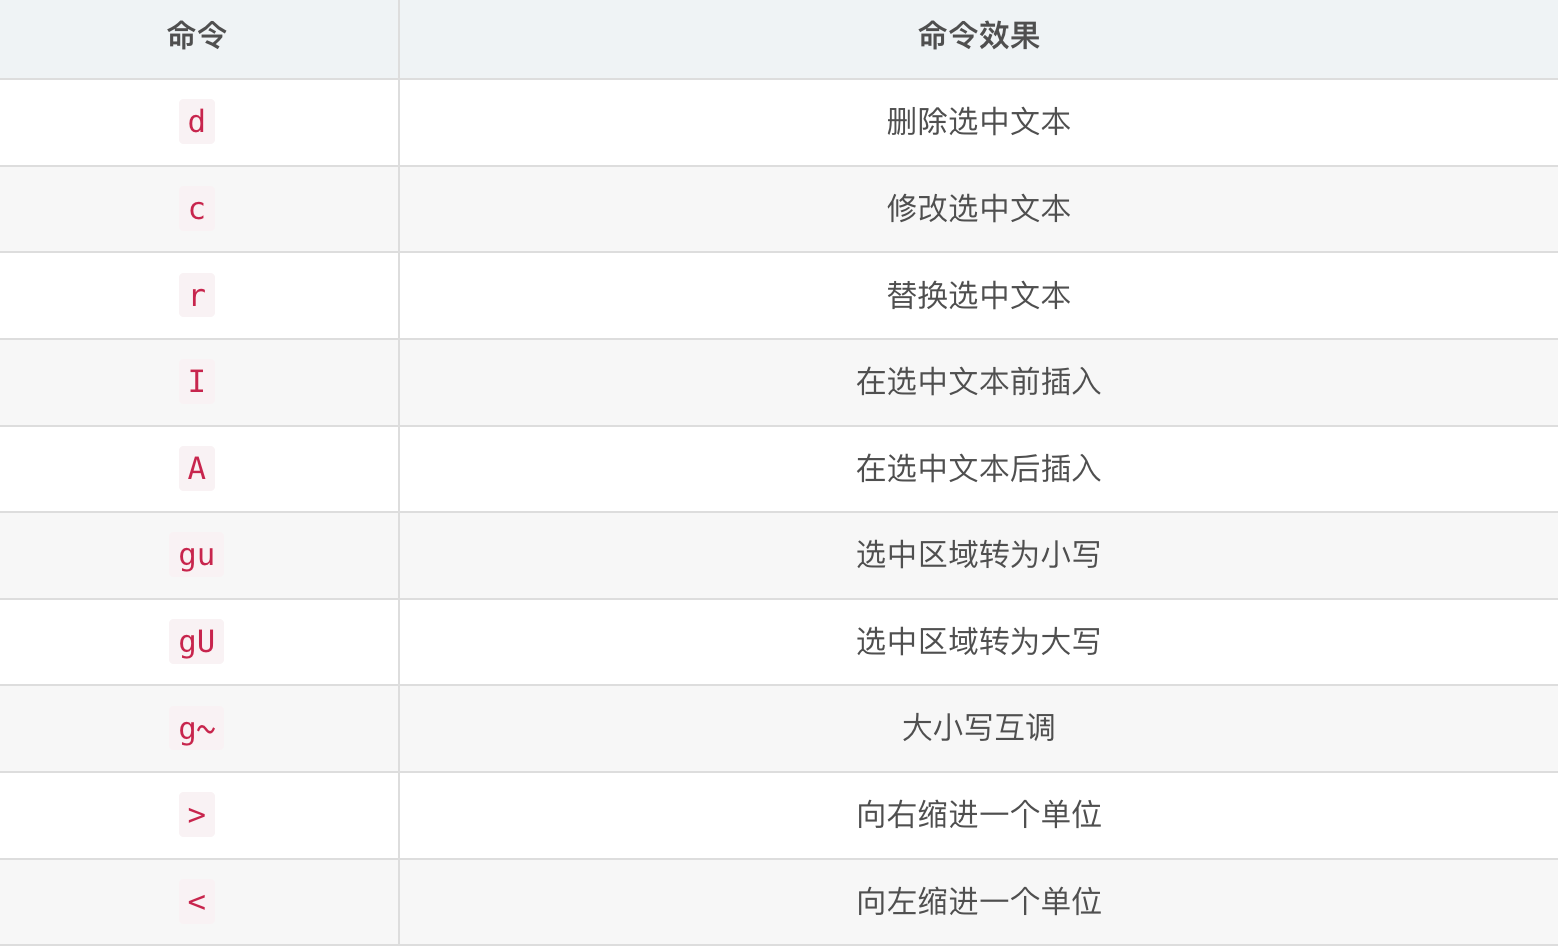 命令 命令效果
d 删除选中文本
c 修改选中文本
r 替换选中文本
I 在选中文本前插入
A 在选中文本后插入
gu 选中区域转为小写
gU 选中区域转为大写
g~ 大小写互调
> 向右缩进一个单位
< 向左缩进一个单位